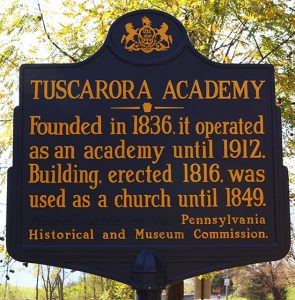 TUSCARORA ACADEMY
Founded in 1836, it operated
as an academy until 1912.
Building, erected 1816, was
used as a church until 1849.
Pennsylvania
Historical and Museum Commission.